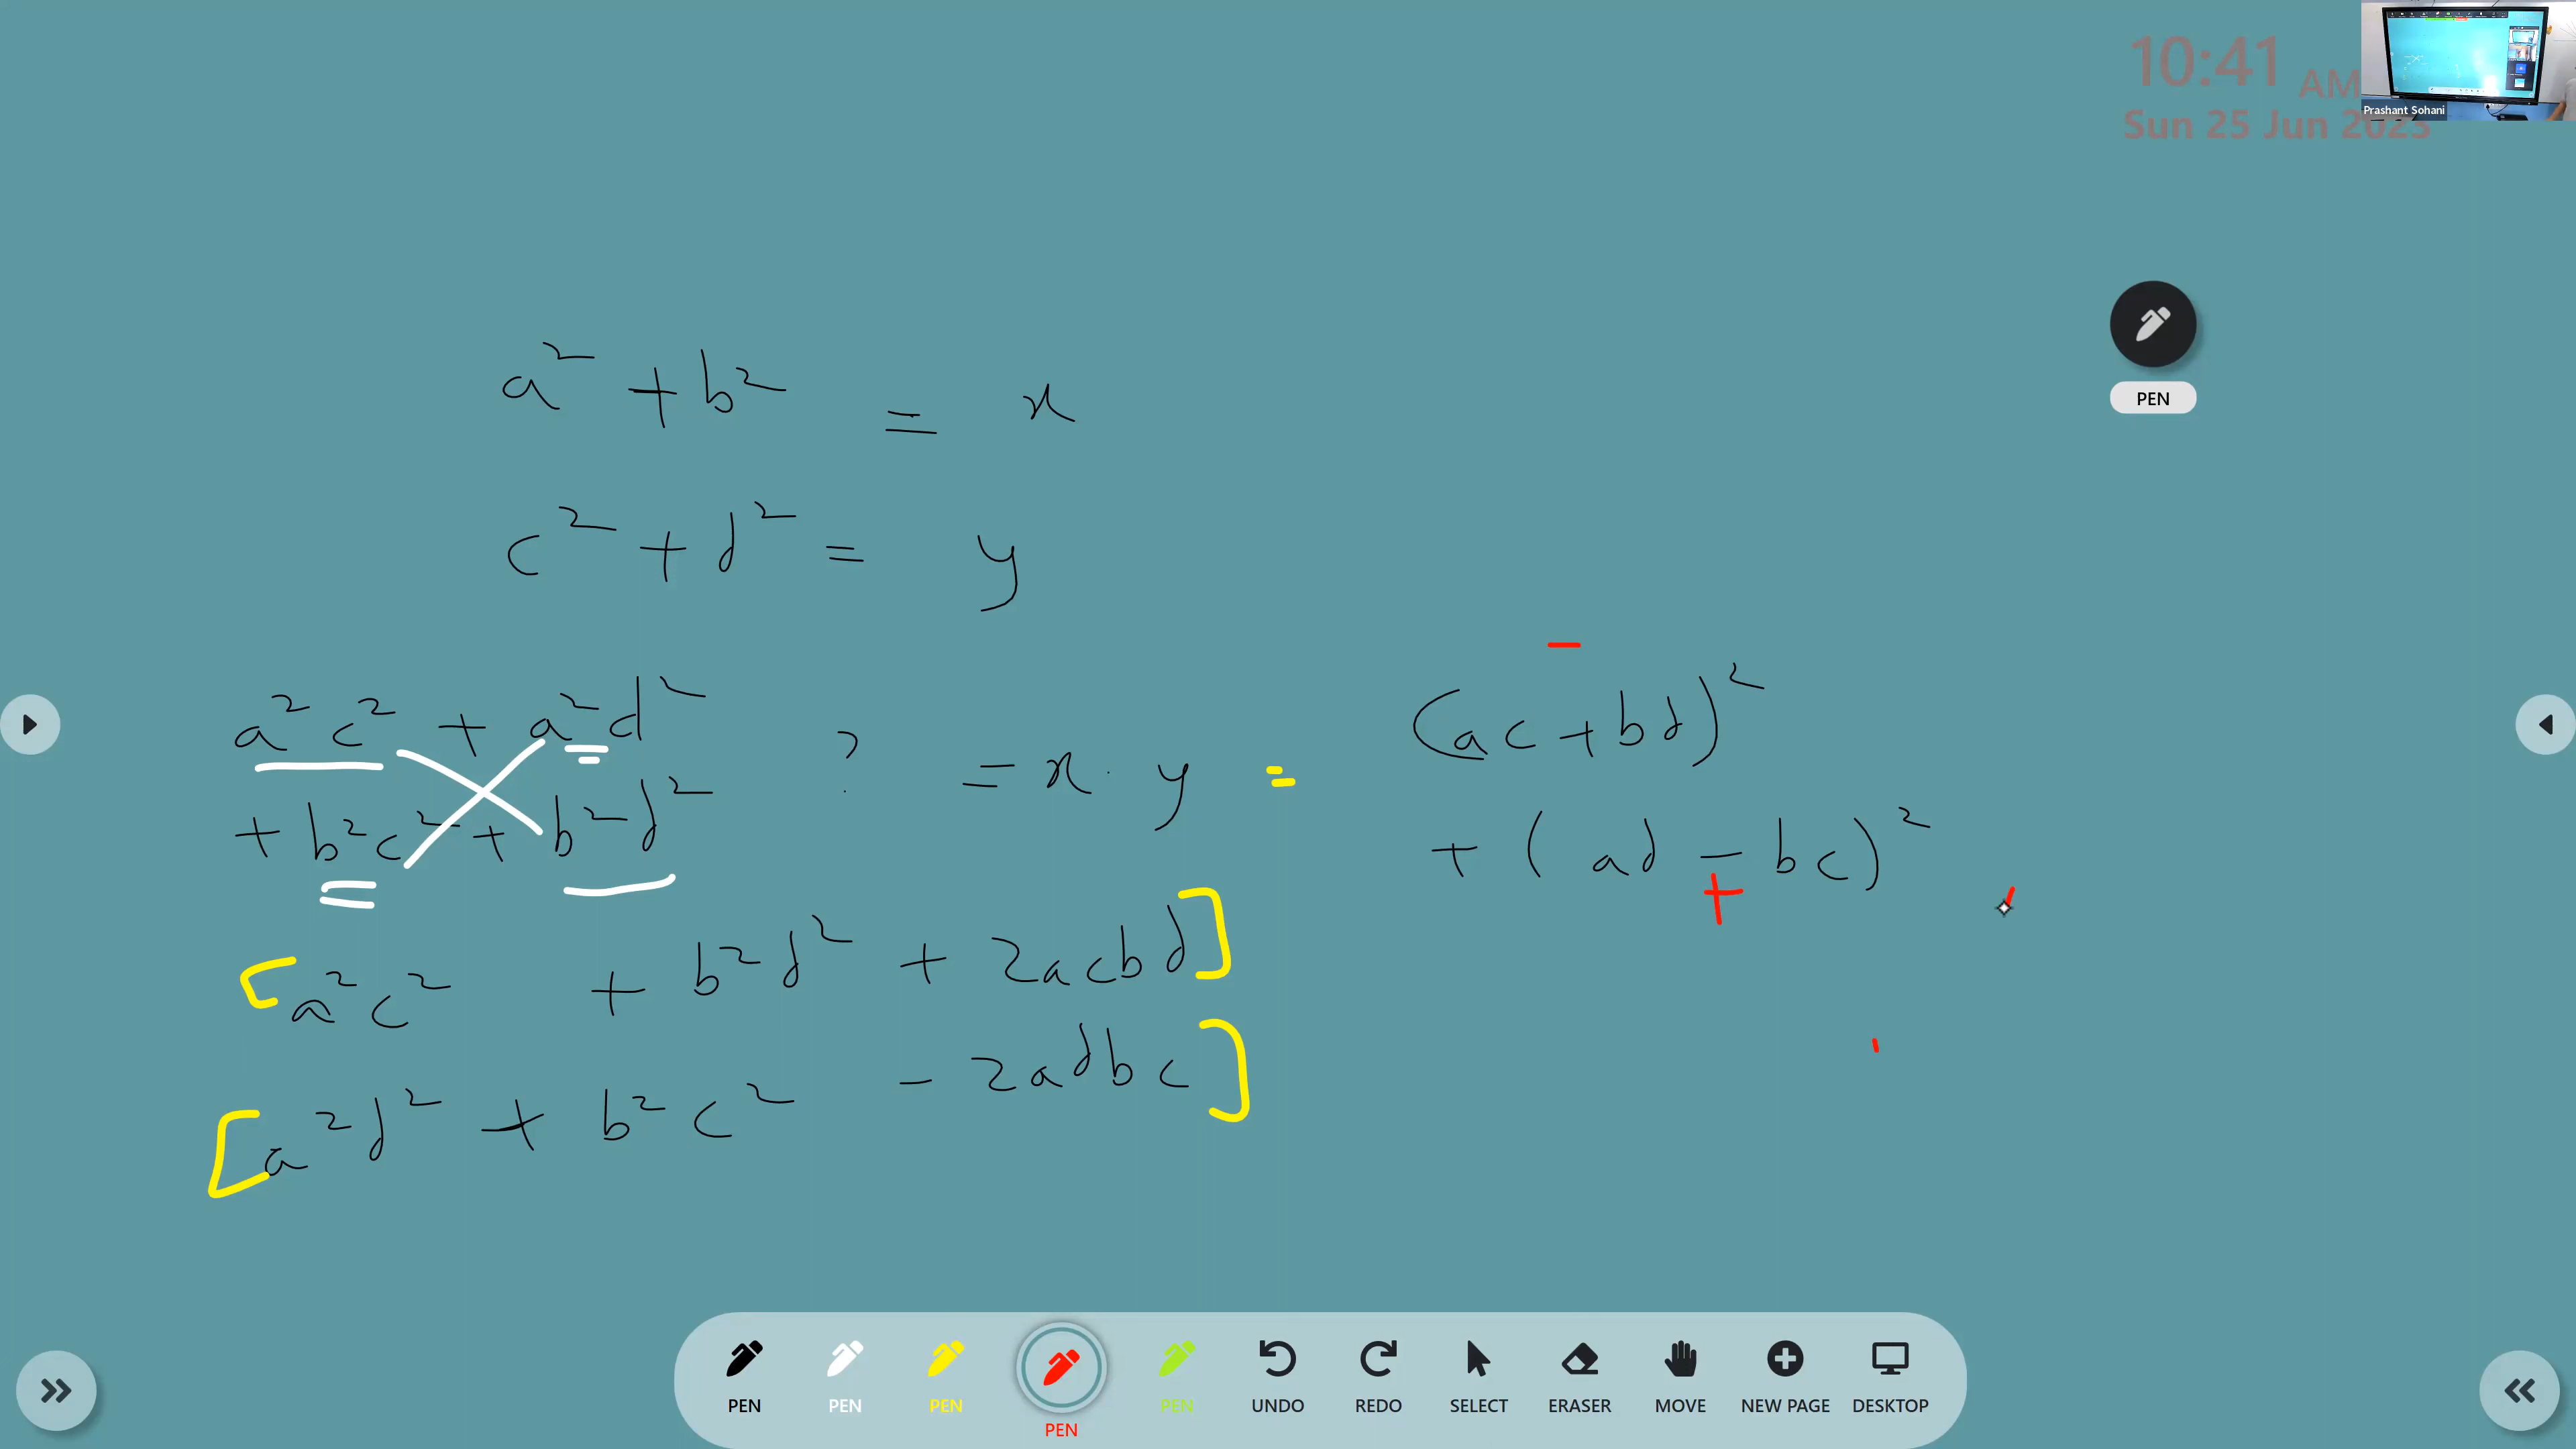 10:41 AM
Prashant Sohani
Sun 25 Jun 2023
PEN
a² + b² = x
c² + d² = y
−
a²c² + a²d²
(ac + bd)²
? = x · y =
+ b²c² + b²d²
+ (ad − bc)²
+
a²c² + b²d² + 2acbd]
[a²d² + b²c² − 2adbc]
PEN PEN PEN PEN PEN UNDO REDO SELECT ERASER MOVE NEW PAGE DESKTOP